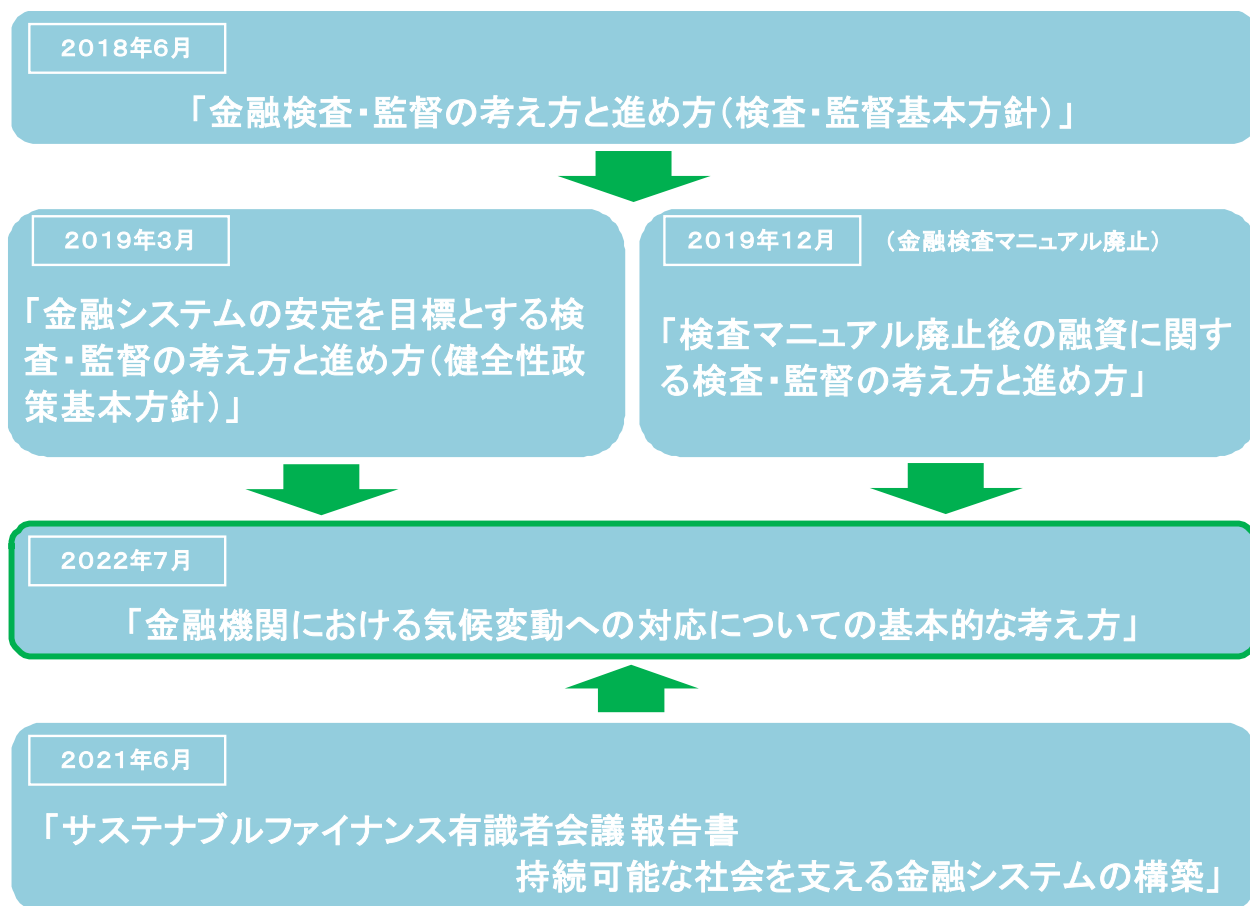 2018年6月
「金融検査・監督の考え方と進め方(検査・監督基本方針)」
2019年3月
「金融システムの安定を目標とする検
査・監督の考え方と進め方(健全性政
策基本方針)」
2019年12月 (金融検査マニュアル廃止)
「検査マニュアル廃止後の融資に関す
る検査・監督の考え方と進め方」
2022年7月
「金融機関における気候変動への対応についての基本的な考え方」
2021年6月
「サステナブルファイナンス有識者会議報告書
持続可能な社会を支える金融システムの構築」